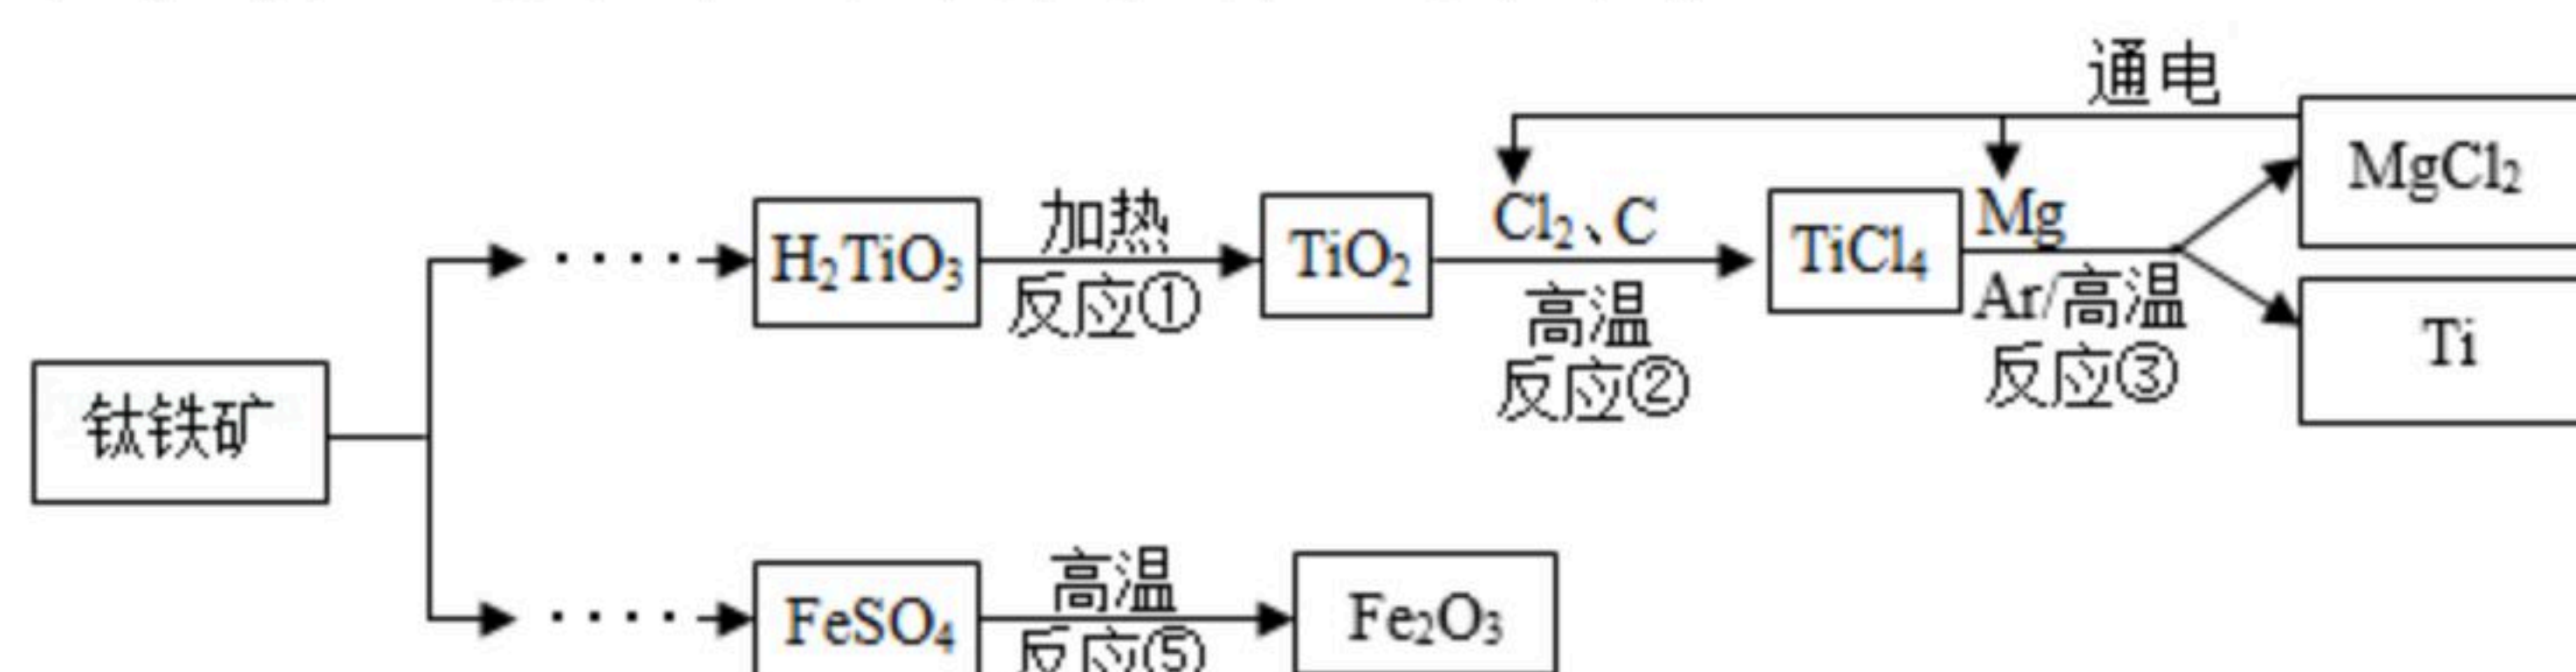 通电
MgCl₂
Cl₂、C
Mg
加热
高温
H₂TiO₃
TiO₂
TiCl₄
反应①
反应②
Ar/高温
反应③
Ti
钛铁矿
高温
FeSO₄
Fe₂O₃
反应⑤